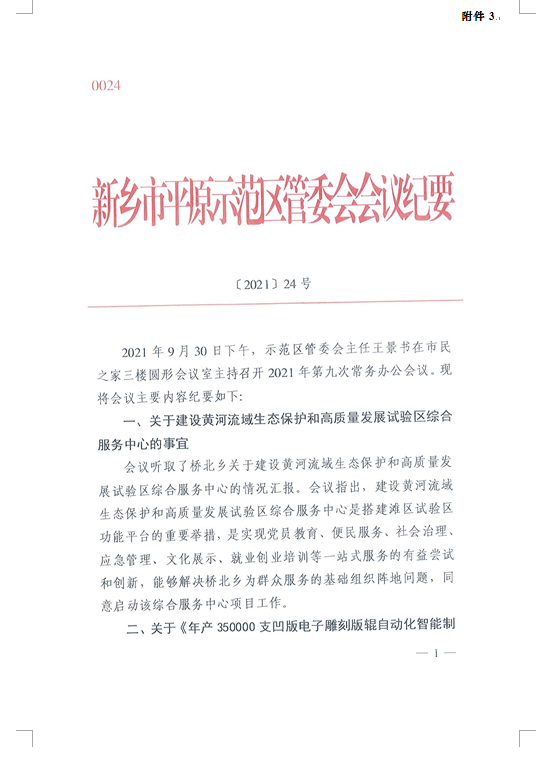 附件 3.
0024
新乡市平原示范区管委会会议纪要
〔2021〕24 号
2021 年 9 月 30 日下午，示范区管委会主任王景书在市民
之家三楼圆形会议室主持召开 2021 年第九次常务办公会议。现
将会议主要内容纪要如下：
一、关于建设黄河流域生态保护和高质量发展试验区综合
服务中心的事宜
会议听取了桥北乡关于建设黄河流域生态保护和高质量发
展试验区综合服务中心的情况汇报。会议指出，建设黄河流域
生态保护和高质量发展试验区综合服务中心是搭建滩区试验区
功能平台的重要举措，是实现党员教育、便民服务、社会治理、
应急管理、文化展示、就业创业培训等一站式服务的有益尝试
和创新，能够解决桥北乡为群众服务的基础组织阵地问题，同
意启动该综合服务中心项目工作。
二、关于《年产 350000 支凹版电子雕刻版辊自动化智能制
— 1 —